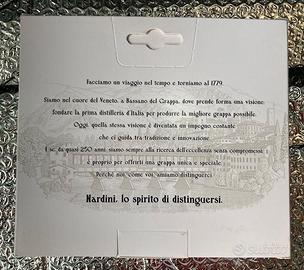 Facciamo un viaggio nel tempo e torniamo al 1779.
Siamo nel cuore del Veneto, a Bassano del Grappa, dove prende forma una visione:
fondare la prima distilleria d'Italia per produrre la migliore grappa possibile.
Oggi, quella stessa visione è diventata un impegno costante
che ci guida tra tradizione e innovazione.
E se, da quasi 250 anni, siamo sempre alla ricerca dell'eccellenza senza compromessi
è proprio per offrirti una grappa unica e speciale.
Perché noi, come voi, amiamo distinguerci.
Nardini, lo spirito di distinguersi.
subito